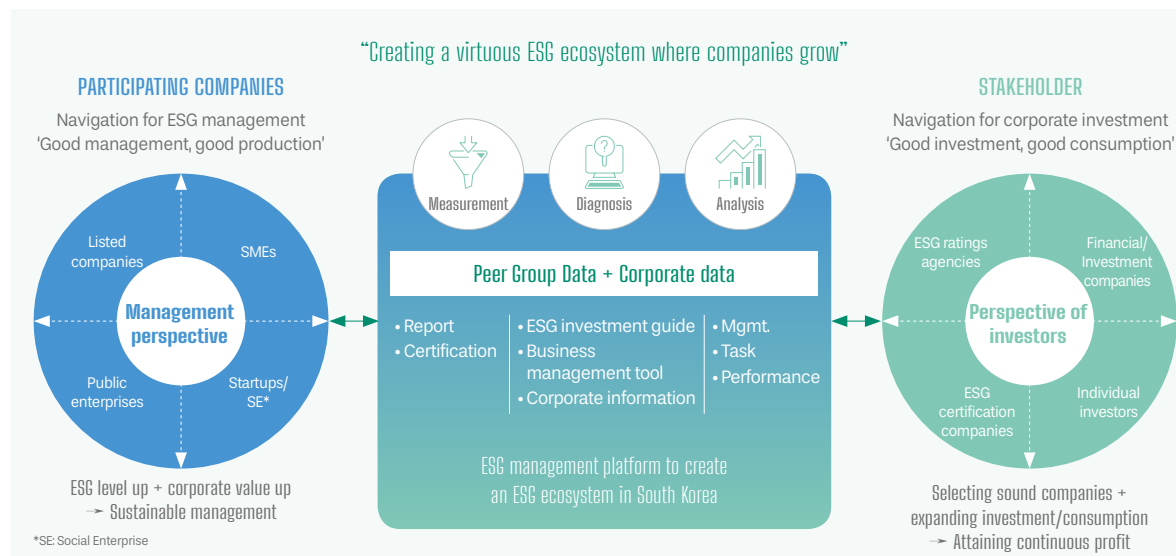 “Creating a virtuous ESG ecosystem where companies grow”
PARTICIPATING COMPANIES
Navigation for ESG management
‘Good management, good production’
Listed
companies
SMEs
Management
perspective
Public
enterprises
Startups/
SE*
ESG level up + corporate value up
→ Sustainable management
*SE: Social Enterprise
Measurement
Diagnosis
Analysis
Peer Group Data + Corporate data
• Report
• Certification
• ESG investment guide
• Business
management tool
• Corporate information
• Mgmt.
• Task
• Performance
ESG management platform to create
an ESG ecosystem in South Korea
STAKEHOLDER
Navigation for corporate investment
‘Good investment, good consumption’
ESG ratings
agencies
Financial/
Investment
companies
Perspective of
investors
ESG
certification
companies
Individual
investors
Selecting sound companies +
expanding investment/consumption
→ Attaining continuous profit